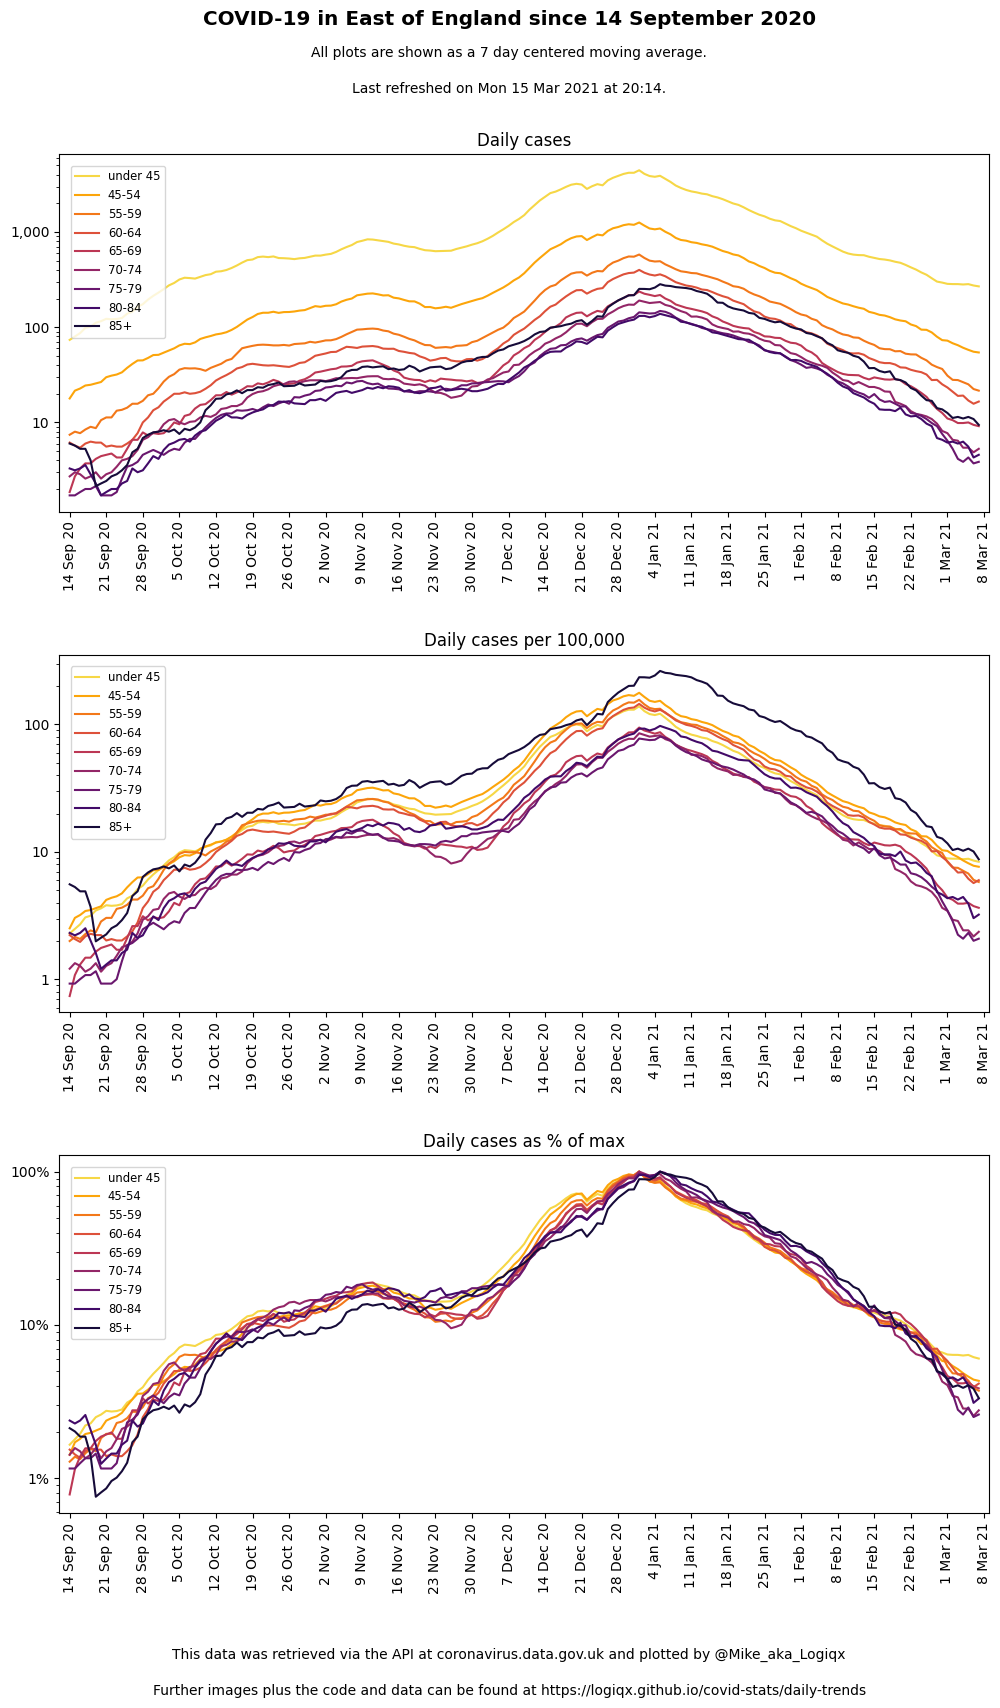 COVID-19 in East of England since 14 September 2020
All plots are shown as a 7 day centered moving average.
Last refreshed on Mon 15 Mar 2021 at 20:14.
Daily cases
under 45
45-54
55-59
60-64
65-69
70-74
75-79
80-84
85+
1,000
100
10
14 Sep 20
21 Sep 20
28 Sep 20
5 Oct 20
12 Oct 20
19 Oct 20
26 Oct 20
2 Nov 20
9 Nov 20
16 Nov 20
23 Nov 20
30 Nov 20
7 Dec 20
14 Dec 20
21 Dec 20
28 Dec 20
4 Jan 21
11 Jan 21
18 Jan 21
25 Jan 21
1 Feb 21
8 Feb 21
15 Feb 21
22 Feb 21
1 Mar 21
8 Mar 21
Daily cases per 100,000
under 45
45-54
55-59
60-64
65-69
70-74
75-79
80-84
85+
100
10
1
14 Sep 20
21 Sep 20
28 Sep 20
5 Oct 20
12 Oct 20
19 Oct 20
26 Oct 20
2 Nov 20
9 Nov 20
16 Nov 20
23 Nov 20
30 Nov 20
7 Dec 20
14 Dec 20
21 Dec 20
28 Dec 20
4 Jan 21
11 Jan 21
18 Jan 21
25 Jan 21
1 Feb 21
8 Feb 21
15 Feb 21
22 Feb 21
1 Mar 21
8 Mar 21
Daily cases as % of max
100%
under 45
45-54
55-59
60-64
65-69
70-74
75-79
80-84
85+
10%
1%
14 Sep 20
21 Sep 20
28 Sep 20
5 Oct 20
12 Oct 20
19 Oct 20
26 Oct 20
2 Nov 20
9 Nov 20
16 Nov 20
23 Nov 20
30 Nov 20
7 Dec 20
14 Dec 20
21 Dec 20
28 Dec 20
4 Jan 21
11 Jan 21
18 Jan 21
25 Jan 21
1 Feb 21
8 Feb 21
15 Feb 21
22 Feb 21
1 Mar 21
8 Mar 21
This data was retrieved via the API at coronavirus.data.gov.uk and plotted by @Mike_aka_Logiqx
Further images plus the code and data can be found at https://logiqx.github.io/covid-stats/daily-trends